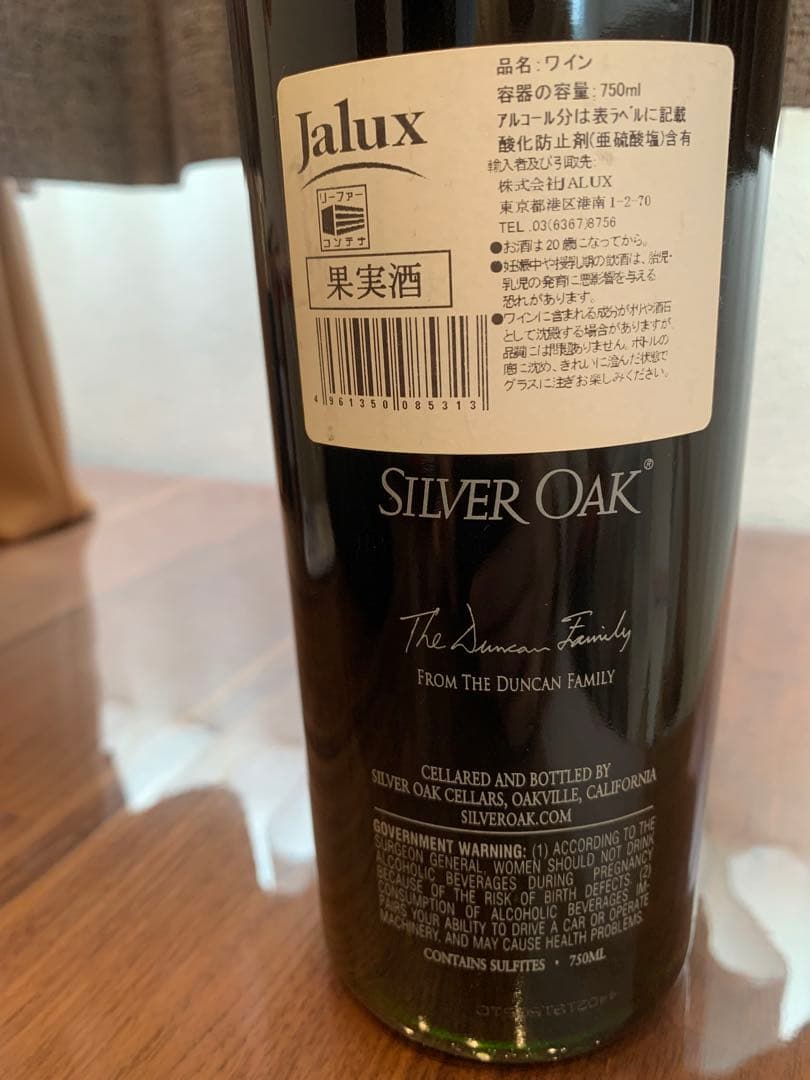 Jalux
リーファー
コンテナ
果実酒
4 961350 085313
品名:ワイン
容器の容量:750ml
アルコール分は表ラベルに記載
酸化防止剤(亜硫酸塩)含有
輸入者及び引取先:
株式会社JALUX
東京都港区港南1-2-70
TEL.03(6367)8756
●お酒は20歳になってから。
●妊娠中や授乳期の飲酒は、胎児・
乳児の発育に悪影響を与える
恐れがあります。
●ワインに含まれる成分がオリや酒石
として沈殿する場合がありますが、
品質には問題ありません。ボトルの
底に沈め、きれいに澄んだ状態で
グラスに注ぎお楽しみください。
SILVER OAK®
The Duncan Family
FROM THE DUNCAN FAMILY
CELLARED AND BOTTLED BY
SILVER OAK CELLARS, OAKVILLE, CALIFORNIA
SILVEROAK.COM
GOVERNMENT WARNING: (1) ACCORDING TO THE
SURGEON GENERAL, WOMEN SHOULD NOT DRINK
ALCOHOLIC BEVERAGES DURING PREGNANCY
BECAUSE OF THE RISK OF BIRTH DEFECTS. (2)
CONSUMPTION OF ALCOHOLIC BEVERAGES IM-
PAIRS YOUR ABILITY TO DRIVE A CAR OR OPERATE
MACHINERY, AND MAY CAUSE HEALTH PROBLEMS.
CONTAINS SULFITES • 750ML